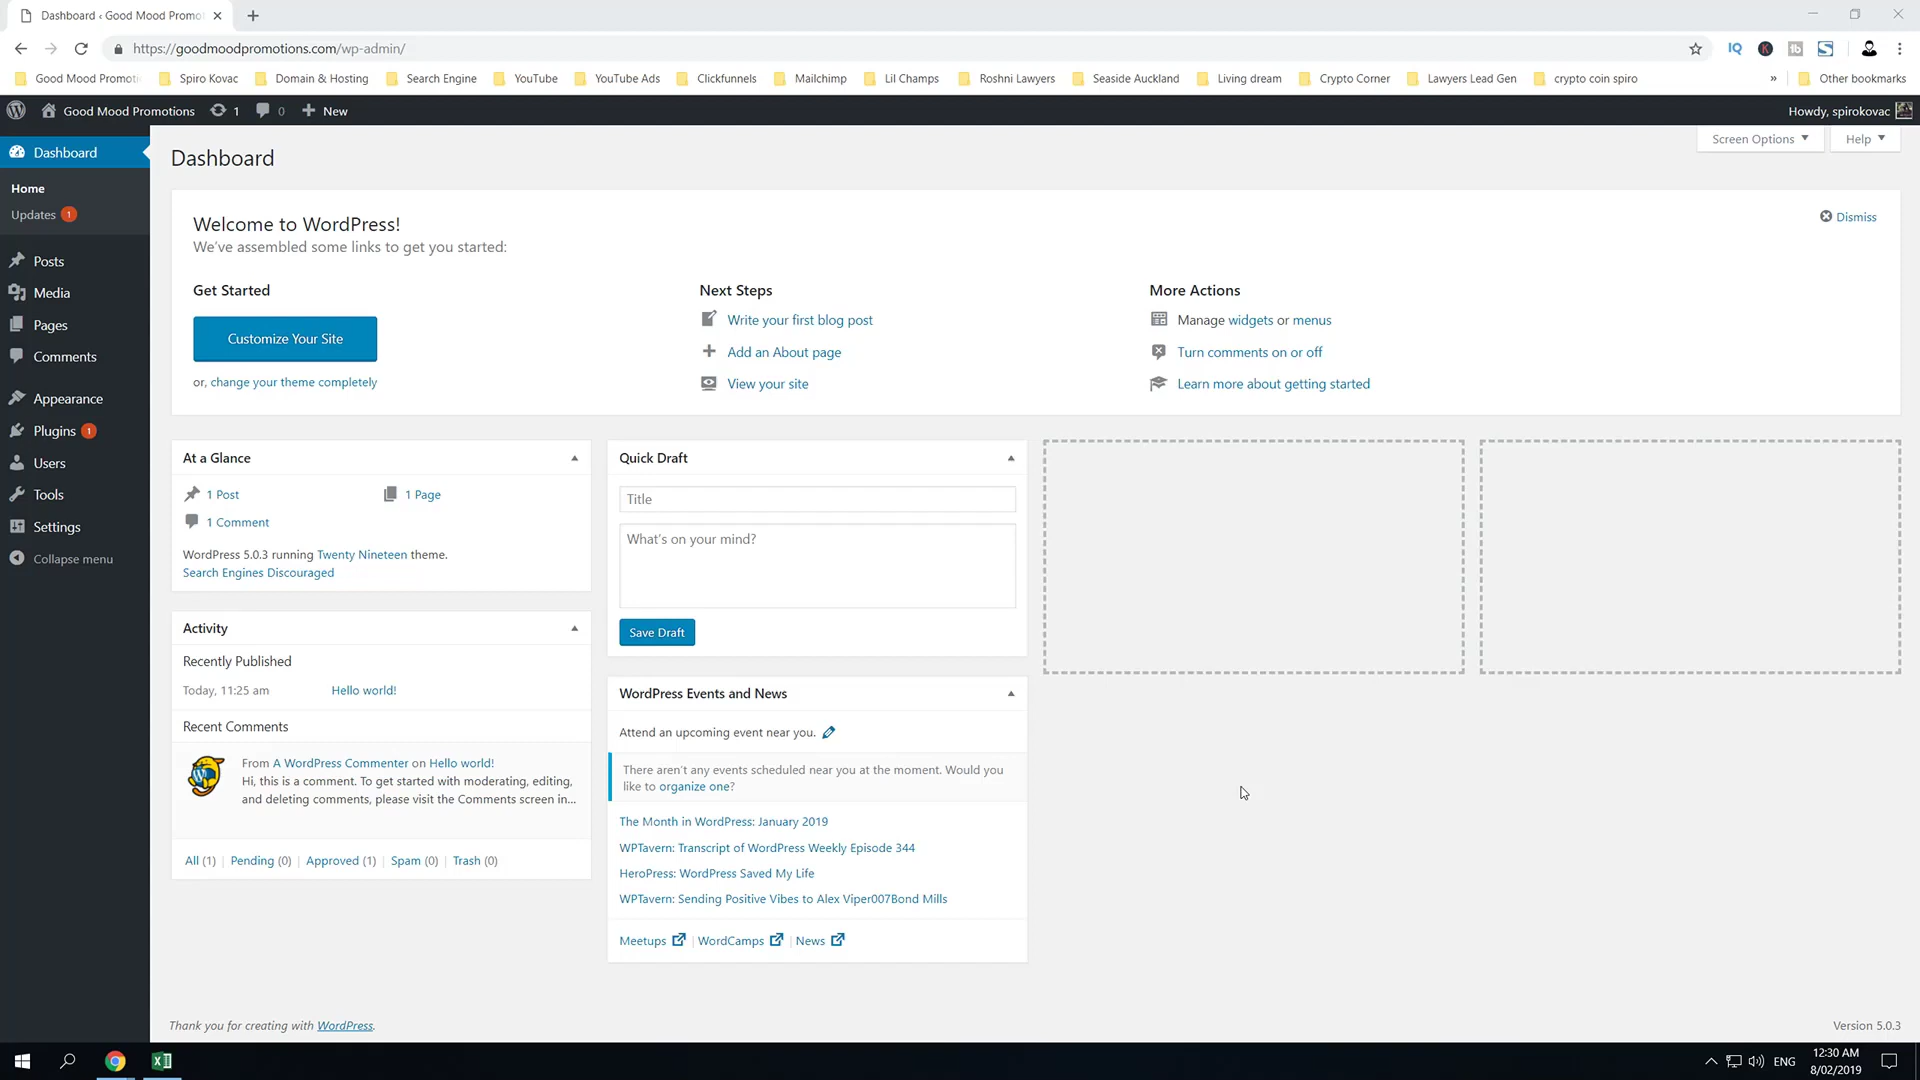 Dashboard ‹ Good Mood Promo
https://goodmoodpromotions.com/wp-admin/
IQ
K
tb
S
Good Mood Promot
Spiro Kovac
Domain & Hosting
Search Engine
YouTube
YouTube Ads
Clickfunnels
Mailchimp
Lil Champs
Roshni Lawyers
Seaside Auckland
Living dream
Crypto Corner
Lawyers Lead Gen
crypto coin spiro
»
Other bookmarks
Good Mood Promotions
1
0
New
Howdy, spirokovac
Dashboard
Home
Updates 1
Posts
Media
Pages
Comments
Appearance
Plugins 1
Users
Tools
Settings
Collapse menu
Screen Options
Help
Dashboard
Welcome to WordPress!
We've assembled some links to get you started:
Dismiss
Get Started
Customize Your Site
or, change your theme completely
Next Steps
Write your first blog post
Add an About page
View your site
More Actions
Manage widgets or menus
Turn comments on or off
Learn more about getting started
At a Glance
1 Post
1 Page
1 Comment
WordPress 5.0.3 running Twenty Nineteen theme.
Search Engines Discouraged
Activity
Recently Published
Today, 11:25 am Hello world!
Recent Comments
From A WordPress Commenter on Hello world!
Hi, this is a comment. To get started with moderating, editing,
and deleting comments, please visit the Comments screen in...
All (1) | Pending (0) | Approved (1) | Spam (0) | Trash (0)
Quick Draft
Title
What's on your mind?
Save Draft
WordPress Events and News
Attend an upcoming event near you.
There aren't any events scheduled near you at the moment. Would you
like to organize one?
The Month in WordPress: January 2019
WPTavern: Transcript of WordPress Weekly Episode 344
HeroPress: WordPress Saved My Life
WPTavern: Sending Positive Vibes to Alex Viper007Bond Mills
Meetups | WordCamps | News
Thank you for creating with WordPress.
Version 5.0.3
ENG
12:30 AM
8/02/2019